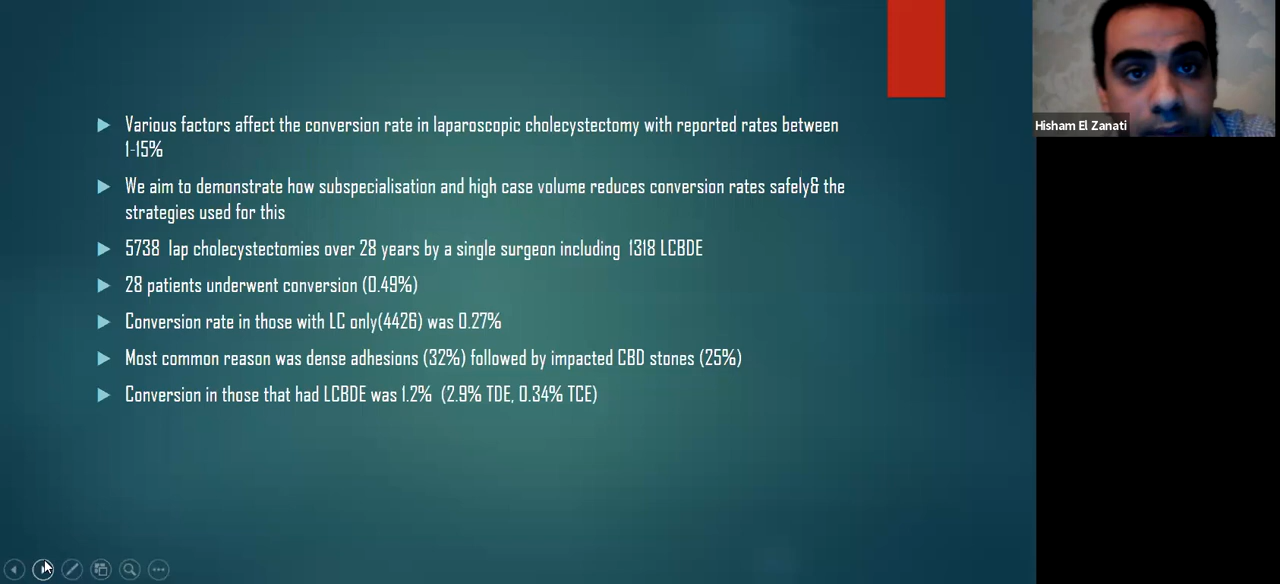 Various factors affect the conversion rate in laparoscopic cholecystectomy with reported rates between
1-15%
We aim to demonstrate how subspecialisation and high case volume reduces conversion rates safely& the
strategies used for this
5738 lap cholecystectomies over 28 years by a single surgeon including 1318 LCBDE
28 patients underwent conversion (0.49%)
Conversion rate in those with LC only(4426) was 0.27%
Most common reason was dense adhesions (32%) followed by impacted CBD stones (25%)
Conversion in those that had LCBDE was 1.2% (2.9% TDE, 0.34% TCE)
Hisham El Zanati